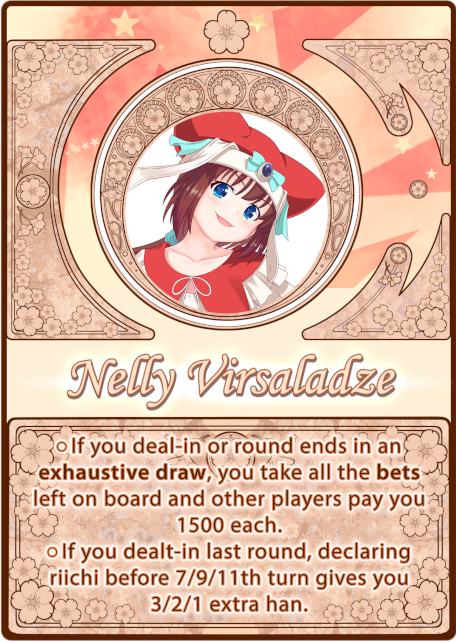 Nelly Virsaladze
○If you deal-in or round ends in an
exhaustive draw, you take all the bets
left on board and other players pay you
1500 each.
○If you dealt-in last round, declaring
riichi before 7/9/11th turn gives you
3/2/1 extra han.